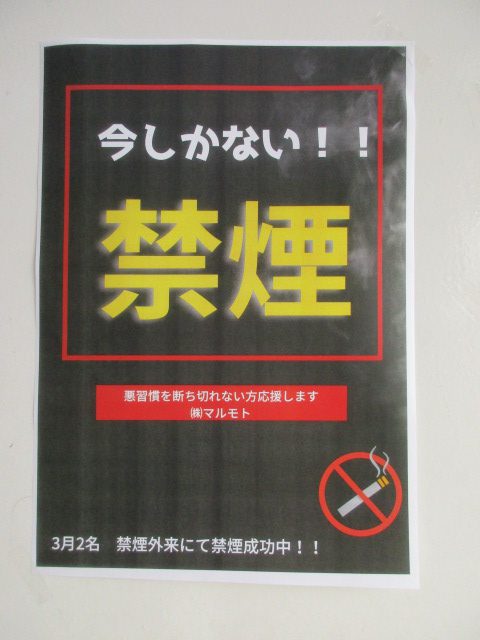 今しかない！！
禁煙
悪習慣を断ち切れない方応援します
㈱マルモト
3月2名　禁煙外来にて禁煙成功中！！